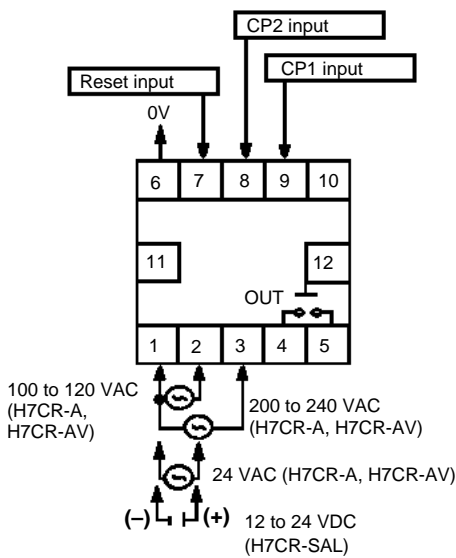 CP2 input
CP1 input
Reset input
0V
6 7 8 9 10
11 12
OUT
1 2 3 4 5
100 to 120 VAC
(H7CR-A,
H7CR-AV)
200 to 240 VAC
(H7CR-A, H7CR-AV)
24 VAC (H7CR-A, H7CR-AV)
(−) (+) 12 to 24 VDC
(H7CR-SAL)